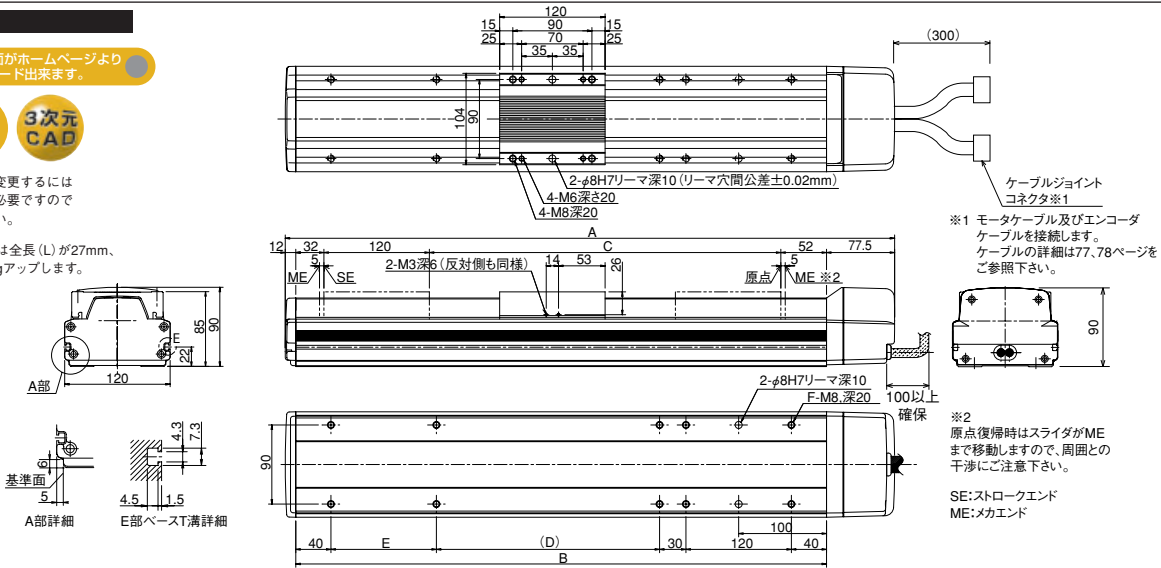 面がホームページより
ード出来ます。
3次元
CAD
変更するには
必要ですので
い。
は全長(L)が27mm、
gアップします。
120
15
90
15
25
70
25
35
35
(300)
104
90
2-φ8H7リーマ深10(リーマ穴間公差±0.02mm)
4-M6深さ20
4-M8深20
ケーブルジョイント
コネクタ※1
※1 モータケーブル及びエンコーダ
ケーブルを接続します。
ケーブルの詳細は77、78ページを
ご参照下さい。
A
12
32
120
C
52
77.5
5
ME
SE
2-M3深6(反対側も同様)
14
53
26
原点
5
ME ※2
E
22
85
90
120
A部
90
100以上
確保
2-φ8H7リーマ深10
F-M8,深20
※2
原点復帰時はスライダがME
まで移動しますので、周囲との
干渉にご注意下さい。
SE:ストロークエンド
ME:メカエンド
6
基準面
5
A部詳細
4.3
7.3
4.5
1.5
E部ベースT溝詳細
90
100
40
E
(D)
30
120
40
B